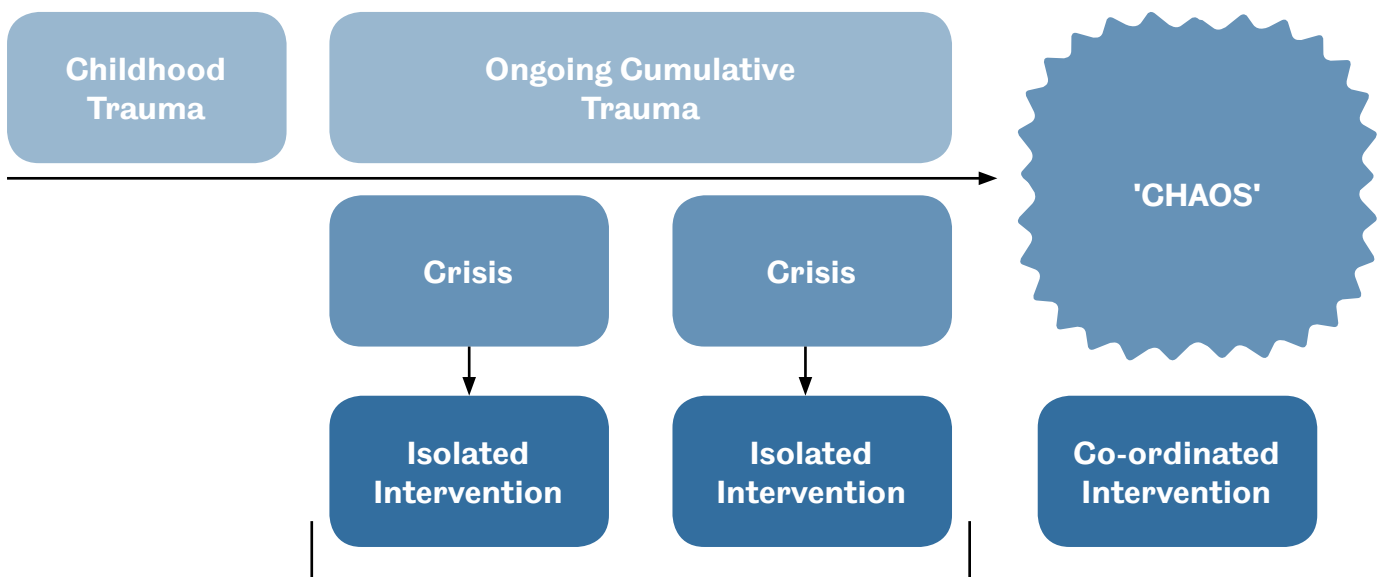 Childhood
Trauma
Ongoing Cumulative
Trauma
'CHAOS'
Crisis
Crisis
Isolated
Intervention
Isolated
Intervention
Co-ordinated
Intervention